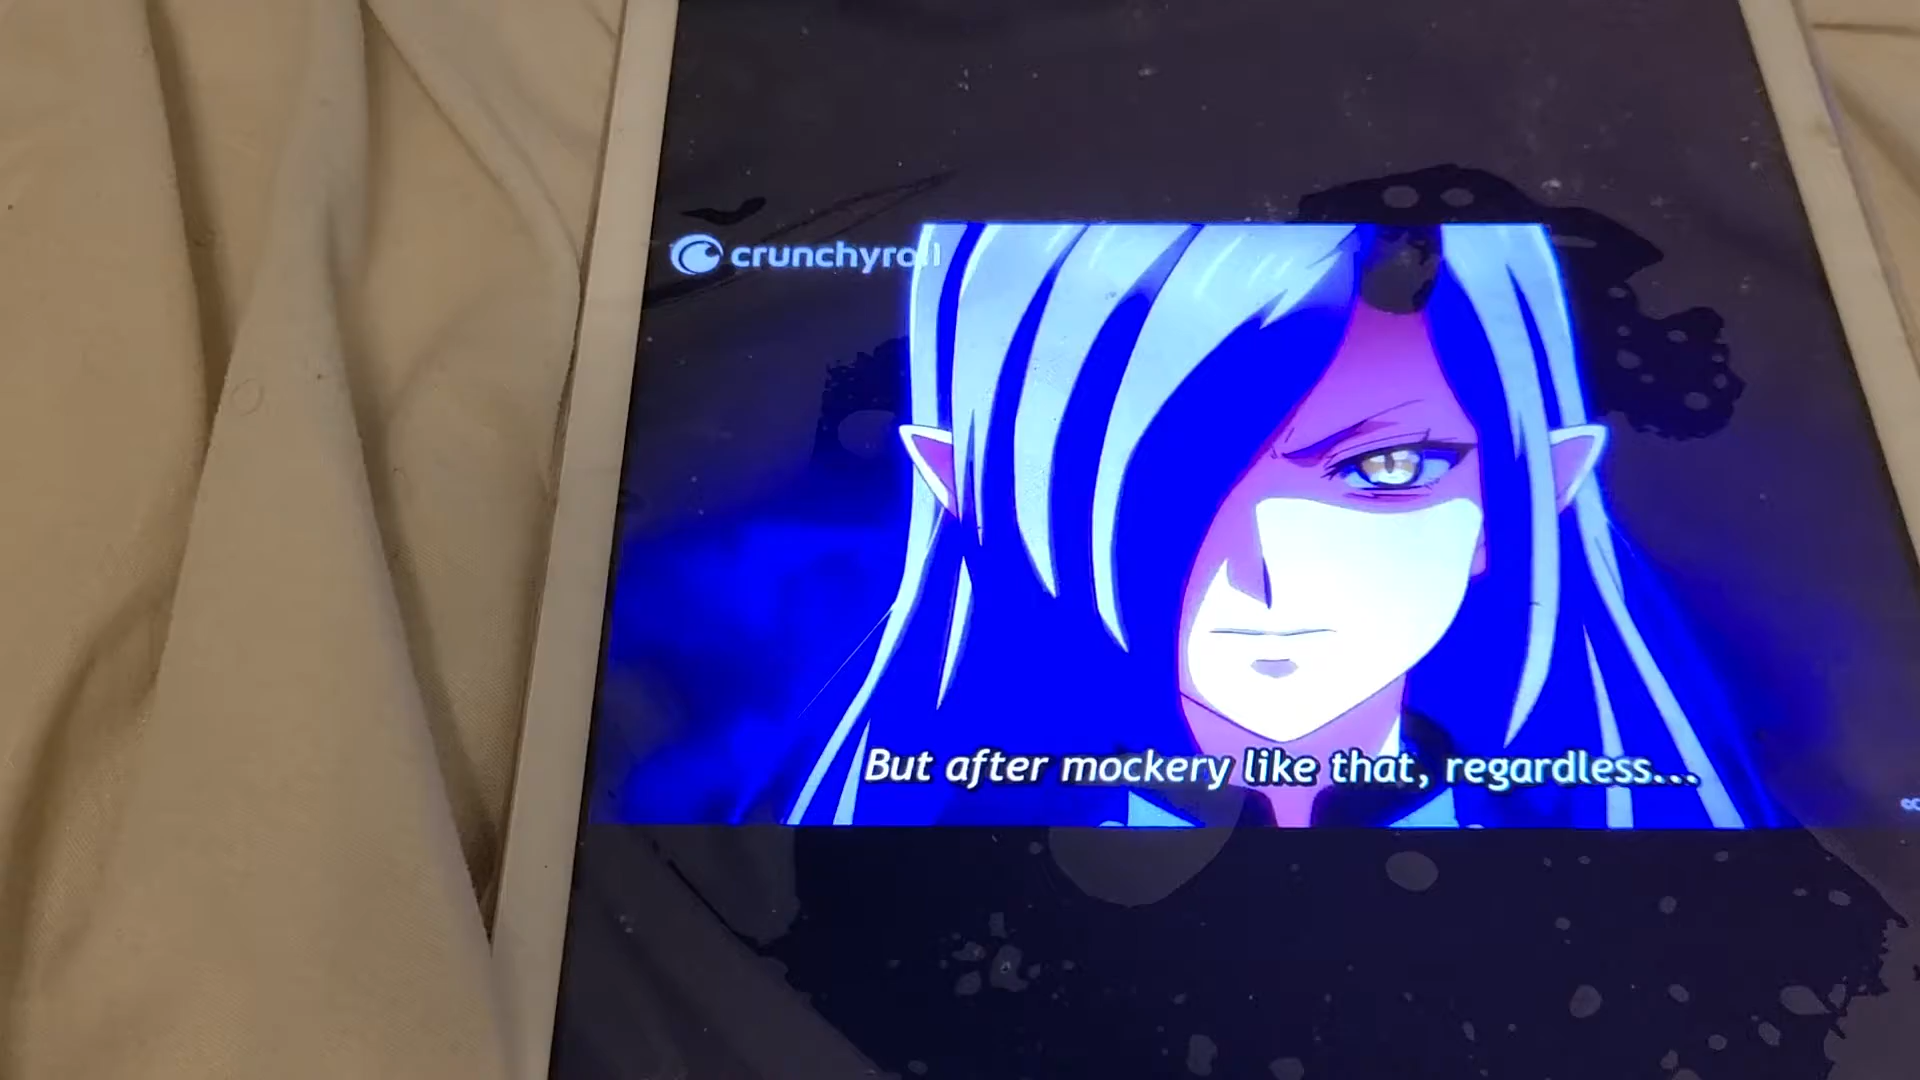 crunchyroll
But after mockery like that, regardless...